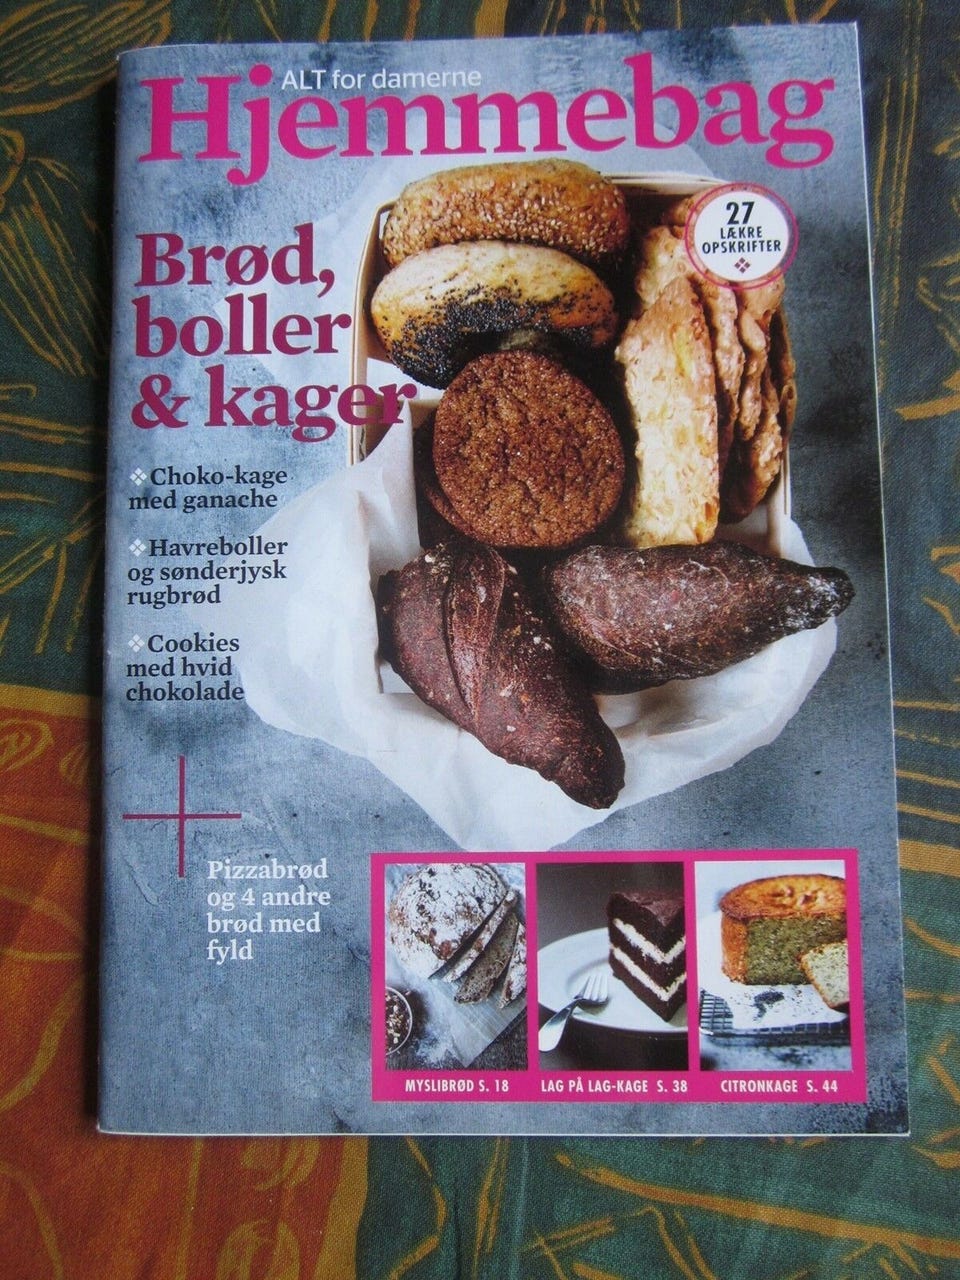 ALT for damerne
Hjemmebag
27
LÆKRE
OPSKRIFTER
Brød,
boller
& kager
Choko-kage
med ganache
Havreboller
og sønderjysk
rugbrød
Cookies
med hvid
chokolade
Pizzabrød
og 4 andre
brød med
fyld
MYSLIBRØD S. 18
LAG PÅ LAG-KAGE S. 38
CITRONKAGE S. 44